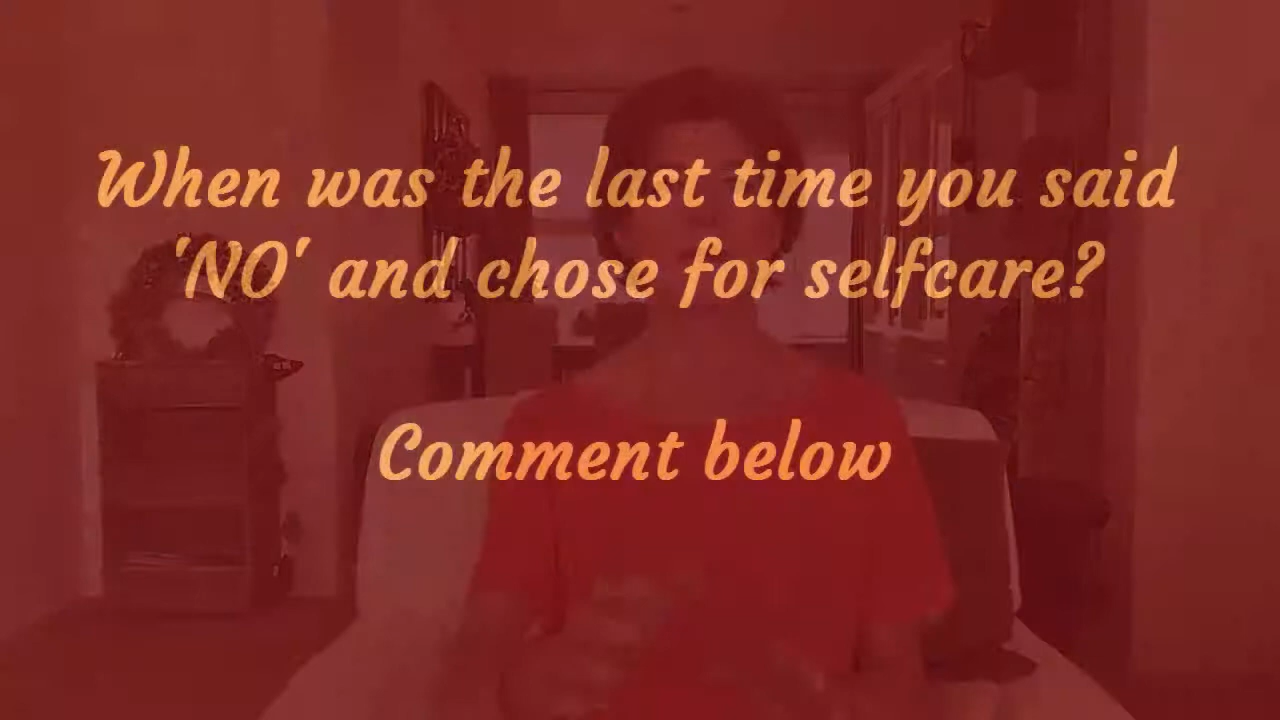 When was the last time you said
'NO' and chose for selfcare?
Comment below